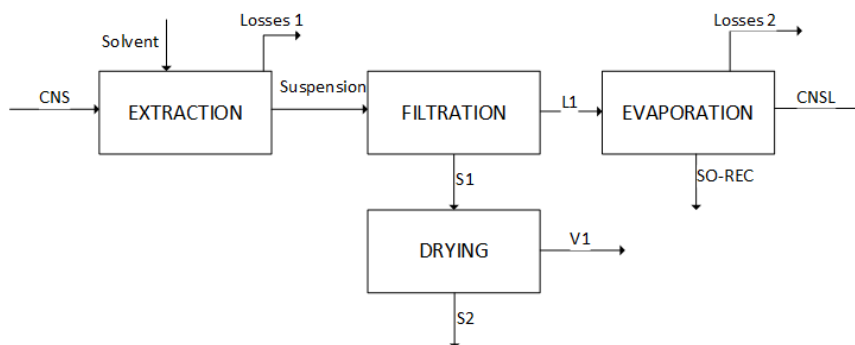 Losses 1
Losses 2
Solvent
CNS
EXTRACTION
Suspension
FILTRATION
L1
EVAPORATION
CNSL
S1
SO-REC
DRYING
V1
S2